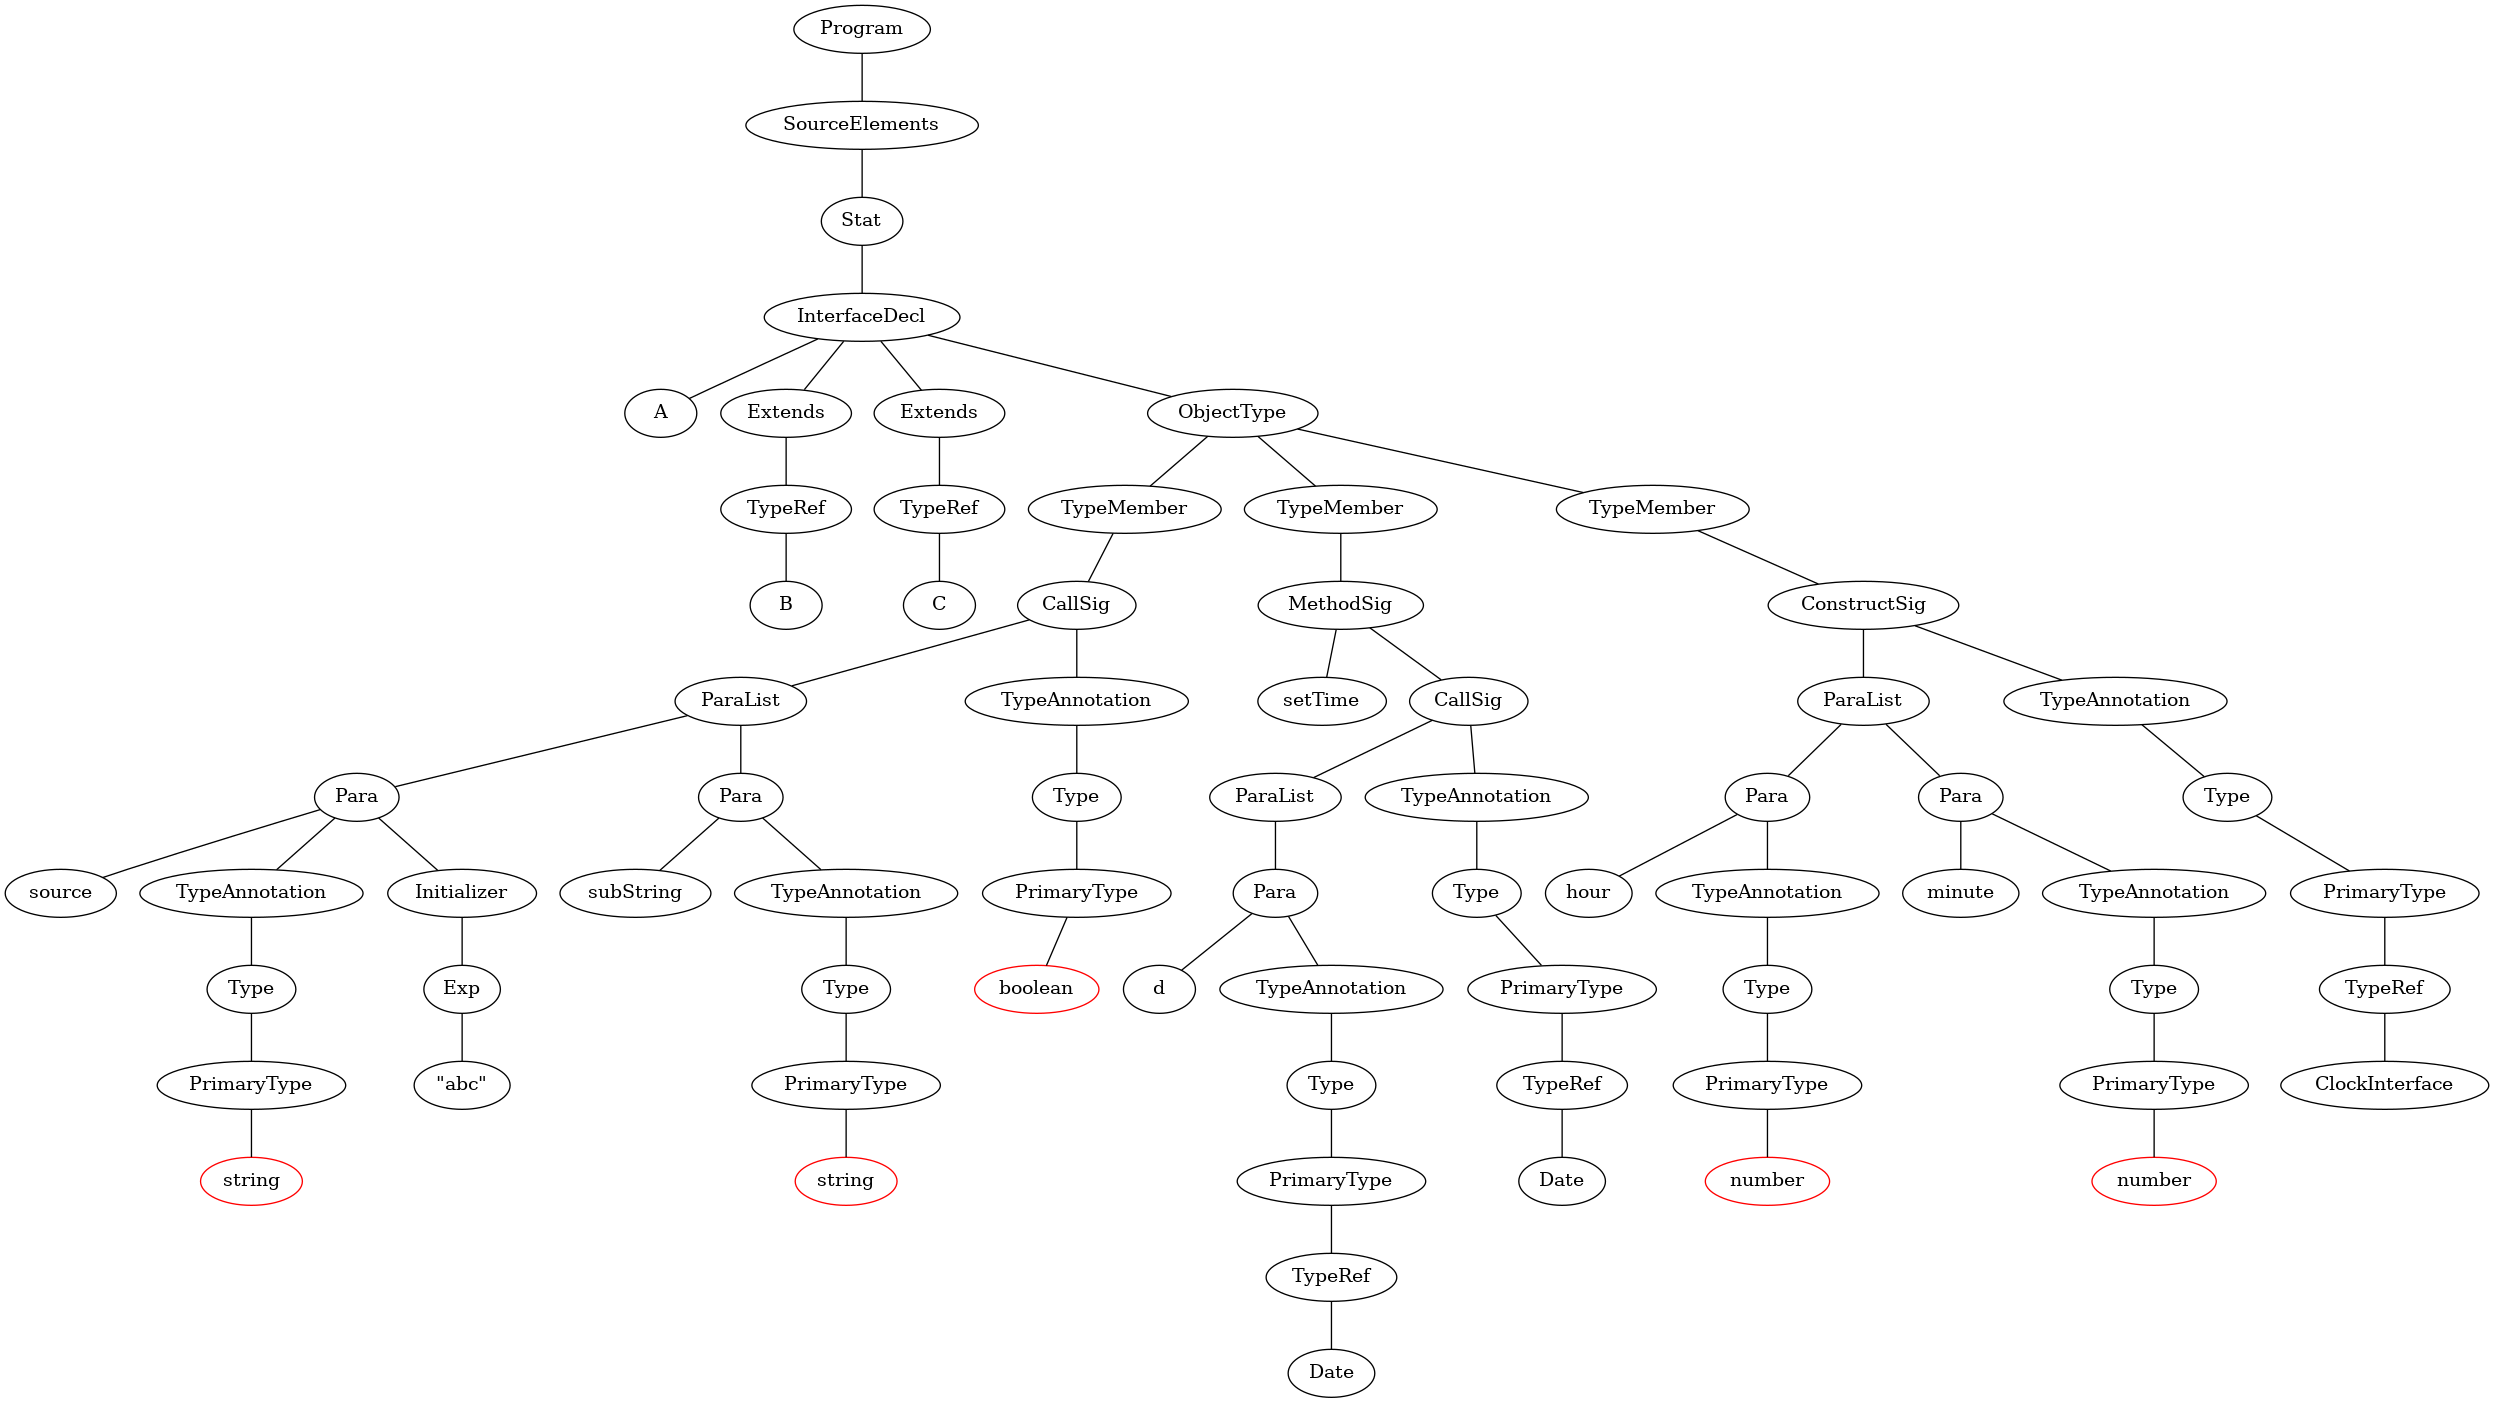 Program
SourceElements
Stat
InterfaceDecl
A Extends Extends ObjectType
TypeRef TypeRef TypeMember TypeMember TypeMember
B C CallSig MethodSig ConstructSig
ParaList TypeAnnotation setTime CallSig ParaList TypeAnnotation
Para Para Type ParaList TypeAnnotation Para Para Type
source TypeAnnotation Initializer subString TypeAnnotation PrimaryType Para Type hour TypeAnnotation minute TypeAnnotation PrimaryType
Type Exp Type boolean d TypeAnnotation PrimaryType Type Type TypeRef
PrimaryType "abc" PrimaryType Type TypeRef PrimaryType PrimaryType ClockInterface
string string PrimaryType Date number number
TypeRef
Date